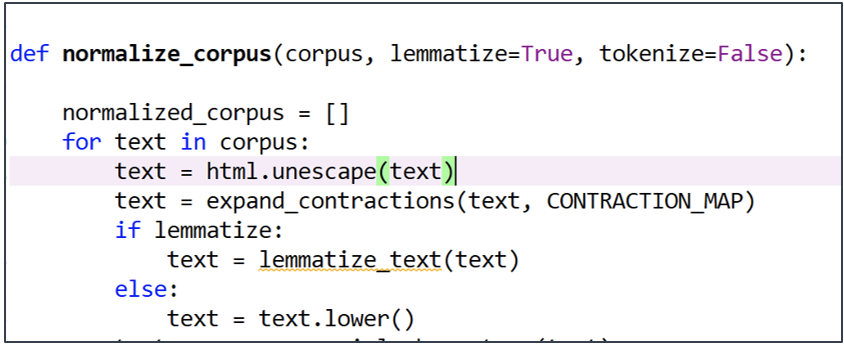 def normalize_corpus(corpus, lemmatize=True, tokenize=False):
normalized_corpus = []
for text in corpus:
text = html.unescape(text)
text = expand_contractions(text, CONTRACTION_MAP)
if lemmatize:
text = lemmatize_text(text)
else:
text = text.lower()